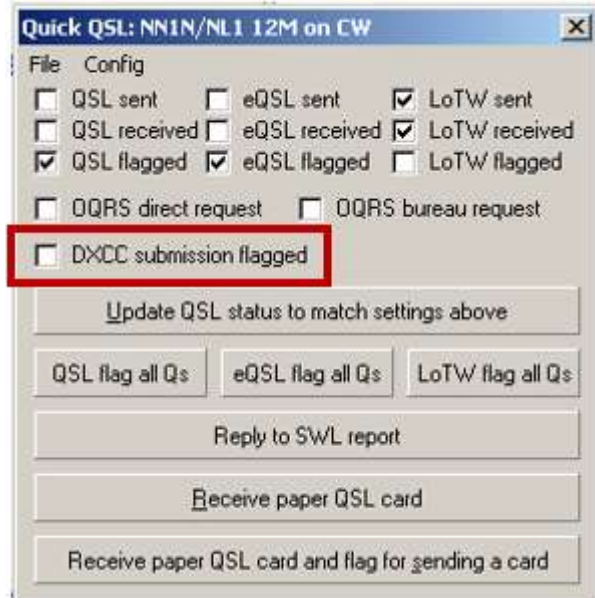 Quick QSL: NN1N/NL1 12M on CW
File Config
QSL sent eQSL sent LoTW sent
QSL received eQSL received LoTW received
QSL flagged eQSL flagged LoTW flagged
OQRS direct request OQRS bureau request
DXCC submission flagged
Update QSL status to match settings above
QSL flag all Qs eQSL flag all Qs LoTW flag all Qs
Reply to SWL report
Receive paper QSL card
Receive paper QSL card and flag for sending a card